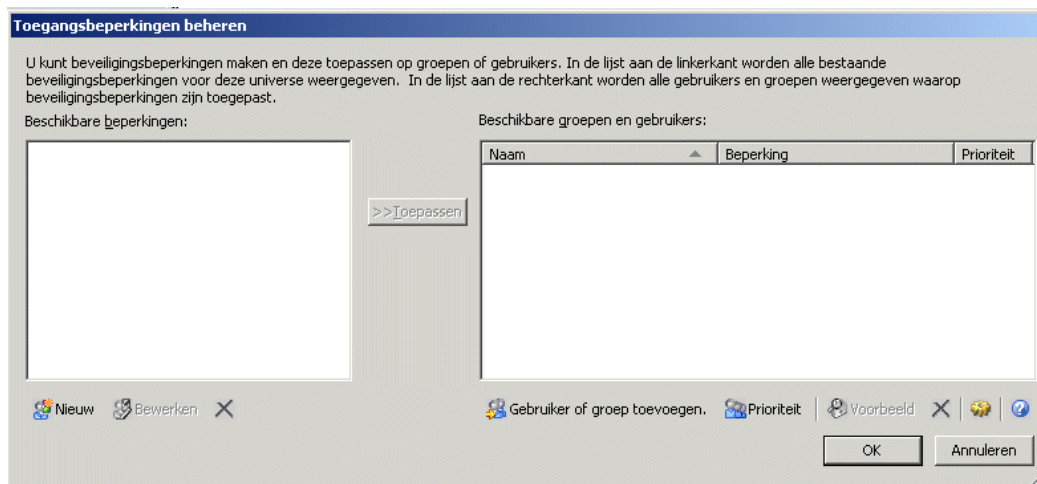 Toegangsbeperkingen beheren
U kunt beveiligingsbeperkingen maken en deze toepassen op groepen of gebruikers. In de lijst aan de linkerkant worden alle bestaande
beveiligingsbeperkingen voor deze universe weergegeven. In de lijst aan de rechterkant worden alle gebruikers en groepen weergegeven waarop
beveiligingsbeperkingen zijn toegepast.
Beschikbare beperkingen:
Beschikbare groepen en gebruikers:
Naam Beperking Prioriteit
>>Toepassen
Nieuw Bewerken
Gebruiker of groep toevoegen. Prioriteit Voorbeeld
OK Annuleren